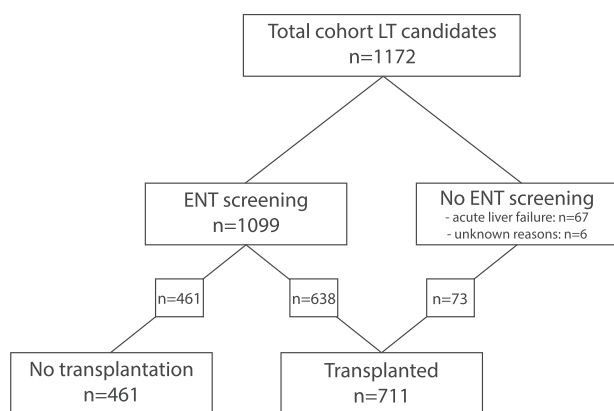 Total cohort LT candidates
n=1172
ENT screening
n=1099
No ENT screening
- acute liver failure: n=67
- unknown reasons: n=6
n=461
n=638
n=73
No transplantation
n=461
Transplanted
n=711